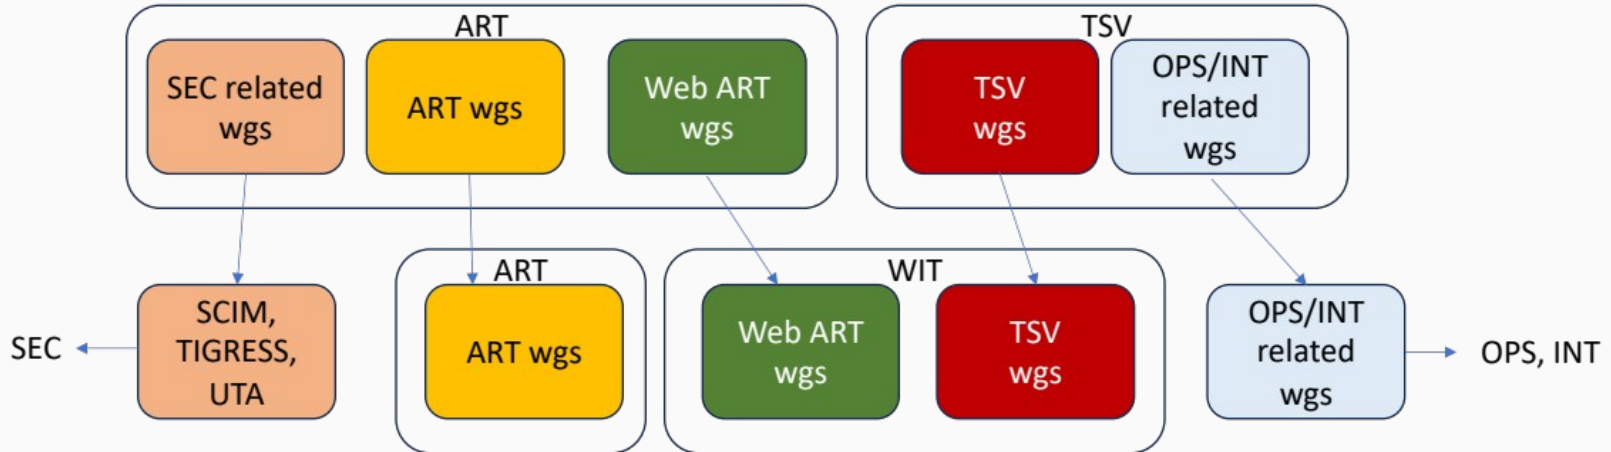 ART
SEC related
wgs
ART wgs
Web ART
wgs
TSV
TSV
wgs
OPS/INT
related
wgs
SEC
SCIM,
TIGRESS,
UTA
ART
ART wgs
WIT
Web ART
wgs
TSV
wgs
OPS/INT
related
wgs
OPS, INT